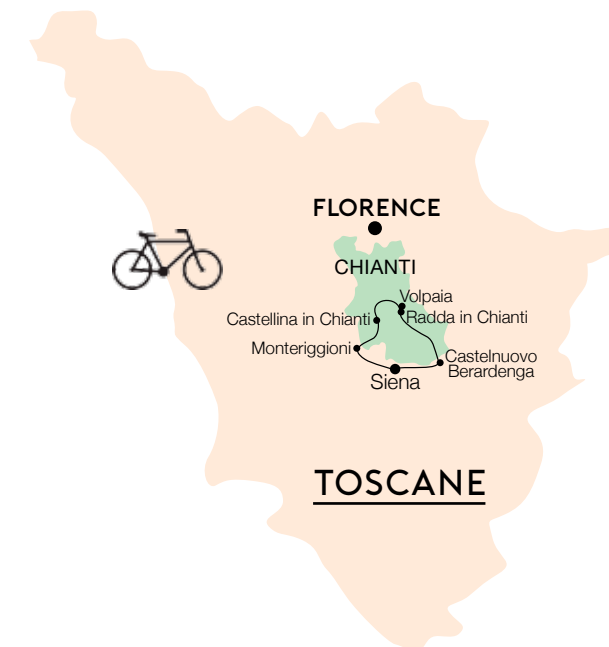 FLORENCE
CHIANTI
Volpaia
Radda in Chianti
Castellina in Chianti
Monteriggioni
Castelnuovo
Berardenga
Siena
TOSCANE